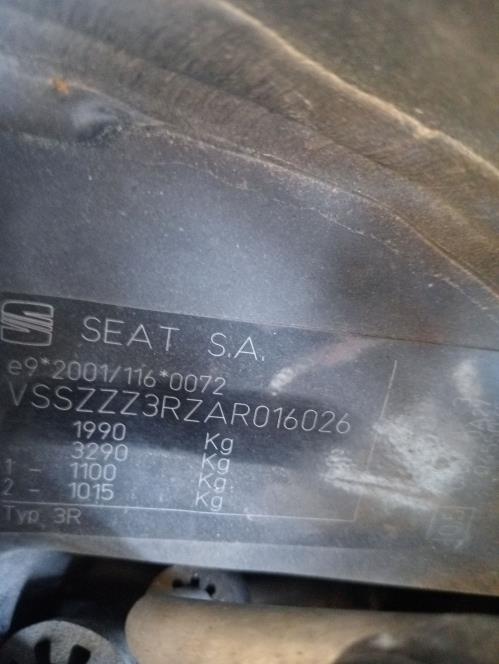 SEAT S.A.
e9*2001/116*0072
VSSZZZ3RZAR016026
1990 Kg
3290 Kg
1 - 1100 Kg
2 - 1015 Kg
Typ 3R